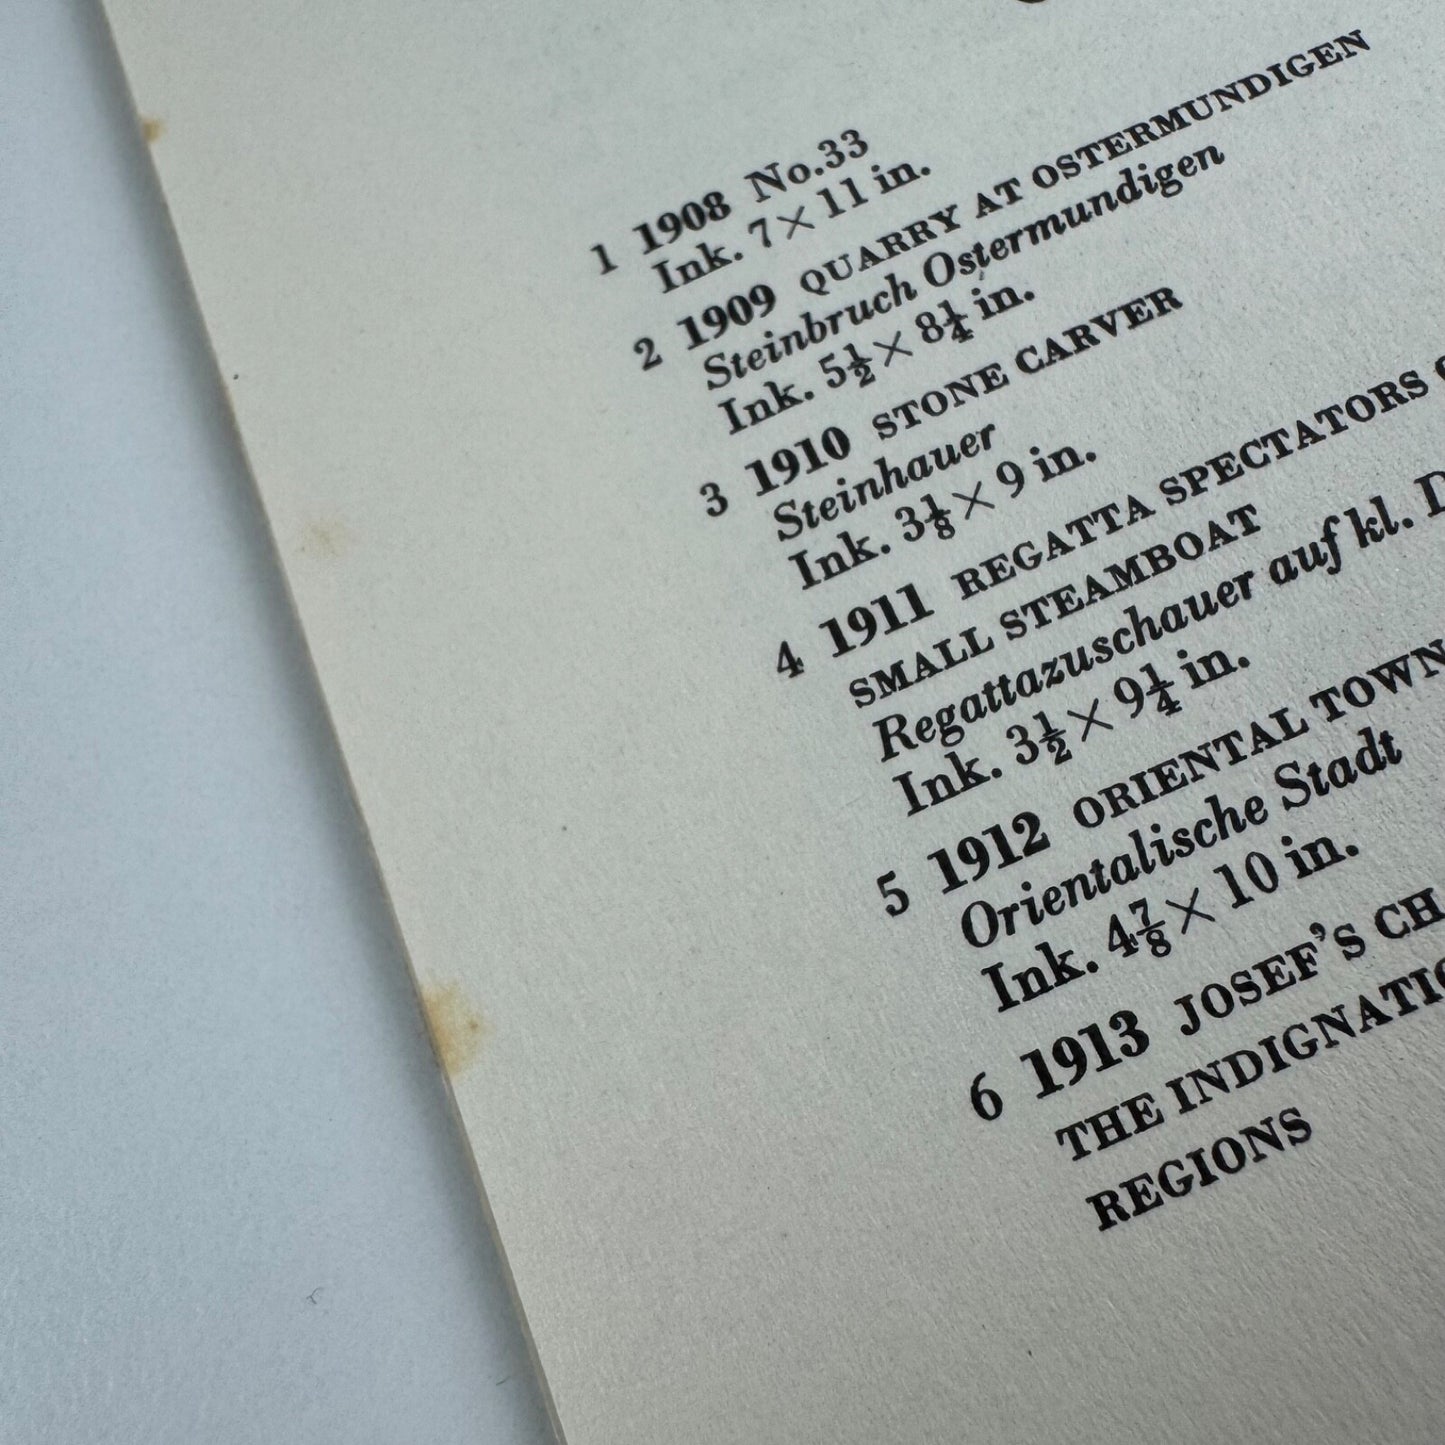 1 1908 No.33
Ink. 7 × 11 in.
2 1909 QUARRY AT OSTERMUNDIGEN
Steinbruch Ostermundigen
Ink. 5½ × 8¼ in.
3 1910 STONE CARVER
Steinhauer
Ink. 3⅛ × 9 in.
4 1911 REGATTA SPECTATORS
SMALL STEAMBOAT
Regattazuschauer auf kl. D
Ink. 3½ × 9¼ in.
5 1912 ORIENTAL TOWN
Orientalische Stadt
Ink. 4⅞ × 10 in.
6 1913 JOSEF'S CHA
THE INDIGNATIO
REGIONS